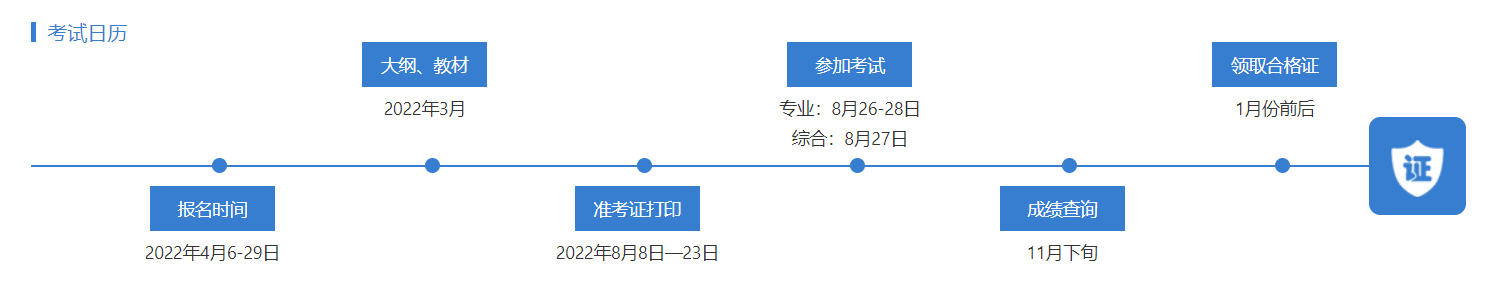 考试日历
报名时间
2022年4月6-29日
大纲、教材
2022年3月
准考证打印
2022年8月8日—23日
参加考试
专业：8月26-28日
综合：8月27日
成绩查询
11月下旬
领取合格证
1月份前后
证